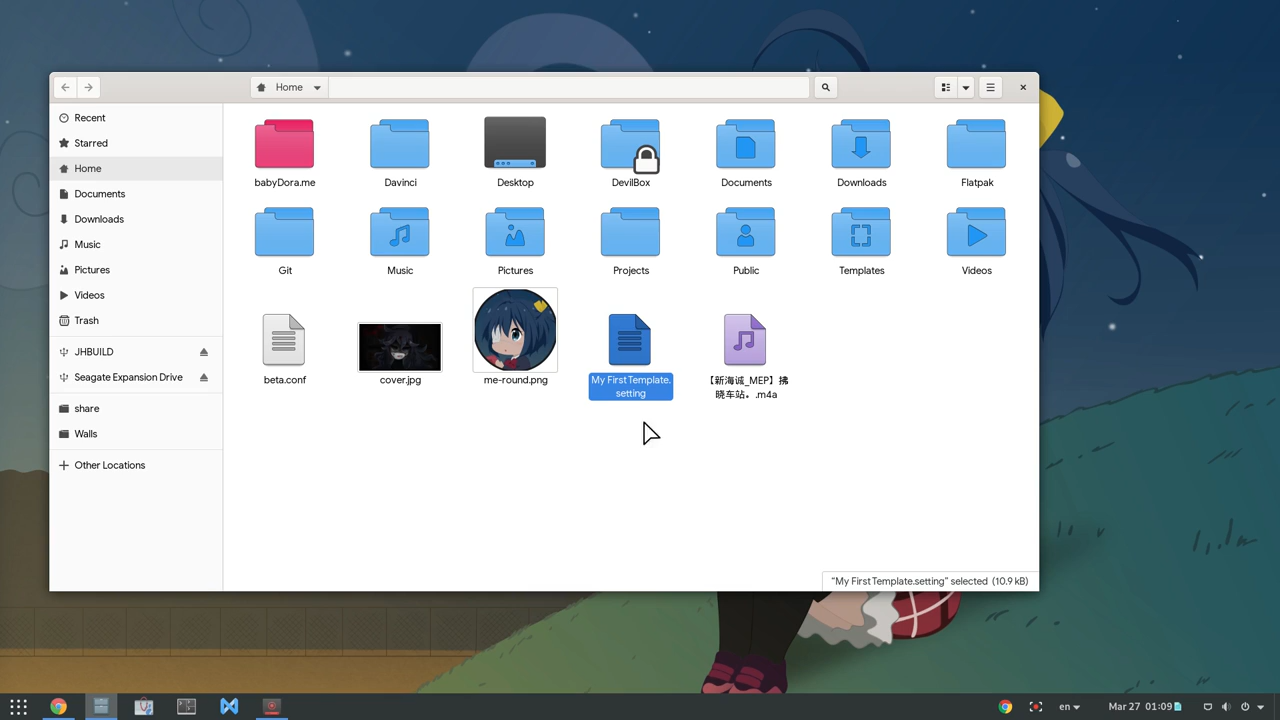 Home
Recent
Starred
Home
Documents
Downloads
Music
Pictures
Videos
Trash
JHBUILD
Seagate Expansion Drive
share
Walls
Other Locations
babyDora.me
Davinci
Desktop
DevilBox
Documents
Downloads
Flatpak
Git
Music
Pictures
Projects
Public
Templates
Videos
beta.conf
cover.jpg
me-round.png
My First Template.
setting
【新海诚_MEP】拂
晓车站。.m4a
"My First Template.setting" selected (10.9 kB)
en
Mar 27 01:09